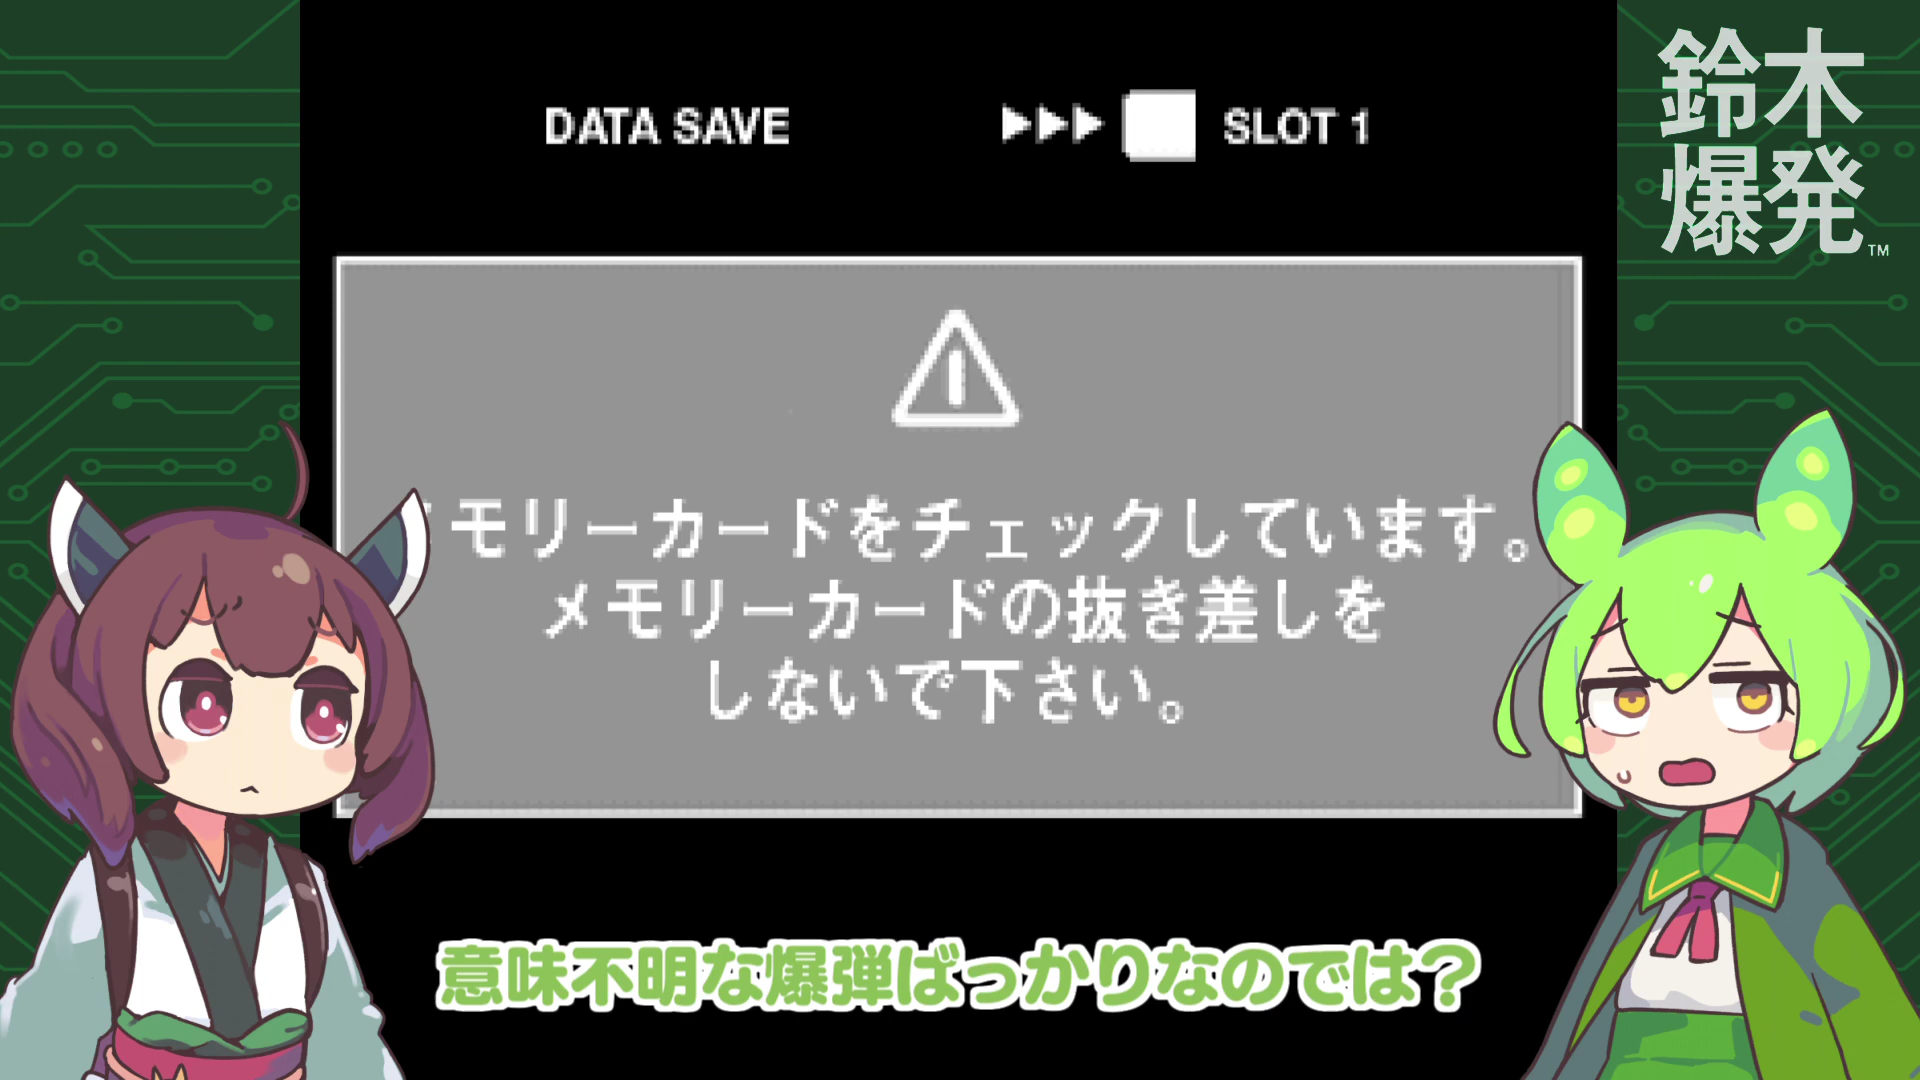 DATA SAVE ▶▶▶ SLOT 1
鈴木
爆発™
モリーカードをチェックしています。
メモリーカードの抜き差しを
しないで下さい。
意味不明な爆弾ばっかりなのでは？